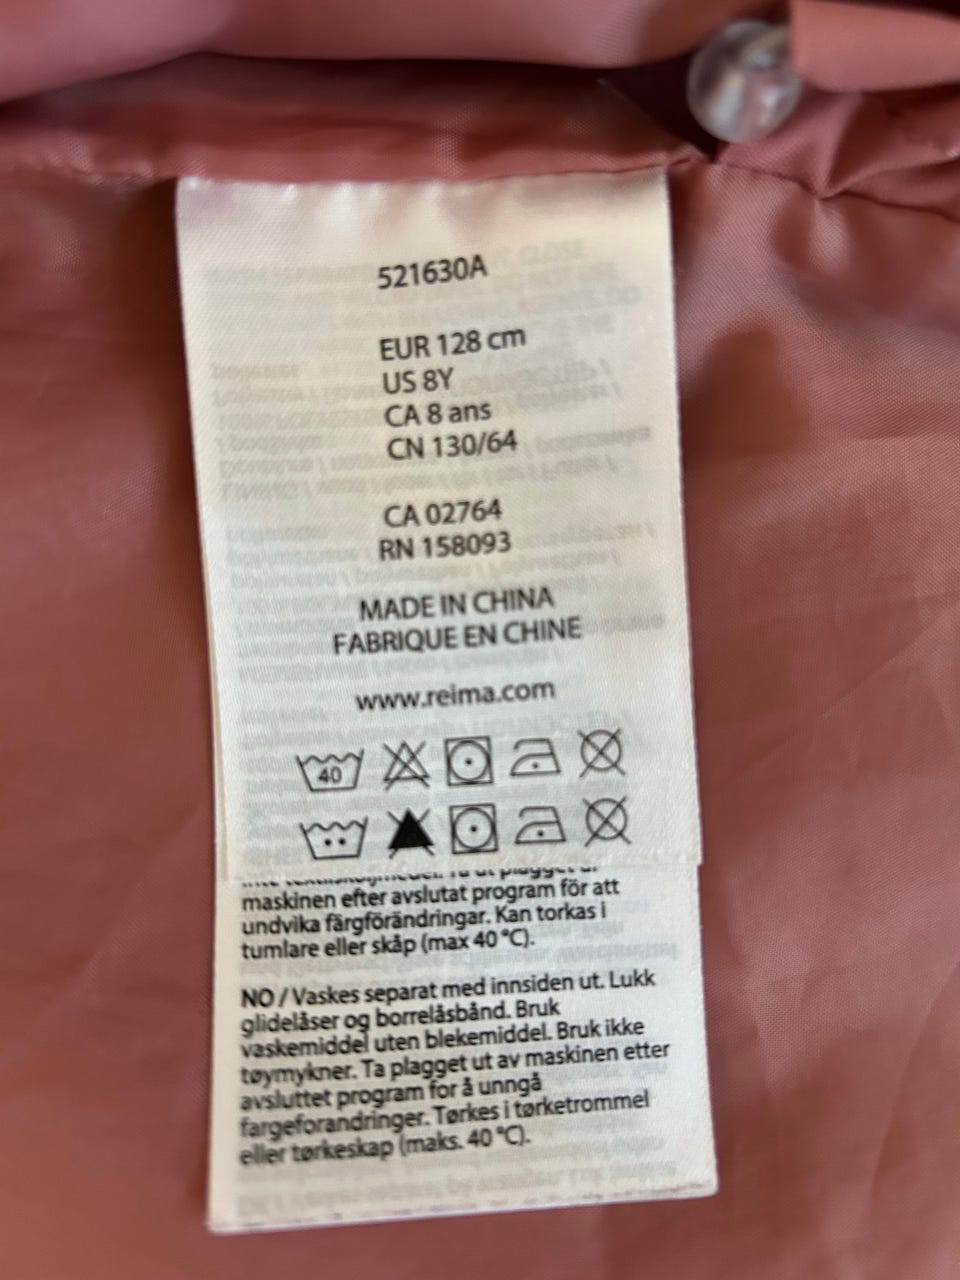 521630A
EUR 128 cm
US 8Y
CA 8 ans
CN 130/64
CA 02764
RN 158093
MADE IN CHINA
FABRIQUE EN CHINE
www.reima.com
40
maskinen efter avslutat program för att
undvika färgförändringar. Kan torkas i
tumlare eller skåp (max 40 °C).
NO / Vaskes separat med innsiden ut. Lukk
glidelåser og borrelåsbånd. Bruk
vaskemiddel uten blekemiddel. Bruk ikke
tøymykner. Ta plagget ut av maskinen etter
avsluttet program for å unngå
fargeforandringer. Tørkes i tørketrommel
eller tørkeskap (maks. 40 °C).